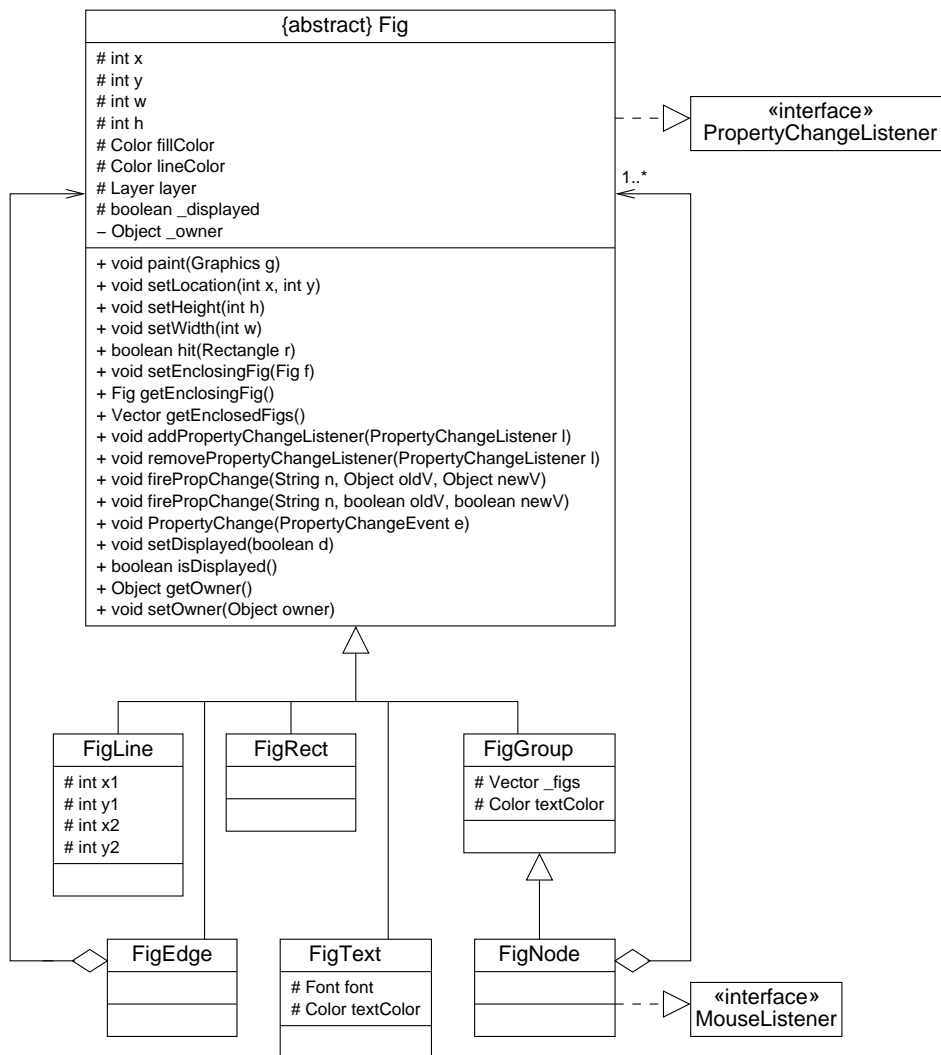 {abstract} Fig
# int x
# int y
# int w
# int h
# Color fillColor
# Color lineColor
# Layer layer
# boolean _displayed
– Object _owner
+ void paint(Graphics g)
+ void setLocation(int x, int y)
+ void setHeight(int h)
+ void setWidth(int w)
+ boolean hit(Rectangle r)
+ void setEnclosingFig(Fig f)
+ Fig getEnclosingFig()
+ Vector getEnclosedFigs()
+ void addPropertyChangeListener(PropertyChangeListener l)
+ void removePropertyChangeListener(PropertyChangeListener l)
+ void firePropChange(String n, Object oldV, Object newV)
+ void firePropChange(String n, boolean oldV, boolean newV)
+ void PropertyChange(PropertyChangeEvent e)
+ void setDisplayed(boolean d)
+ boolean isDisplayed()
+ Object getOwner()
+ void setOwner(Object owner)
«interface»
PropertyChangeListener
1..*
FigLine
# int x1
# int y1
# int x2
# int y2
FigRect
FigGroup
# Vector _figs
# Color textColor
FigEdge
FigText
# Font font
# Color textColor
FigNode
«interface»
MouseListener